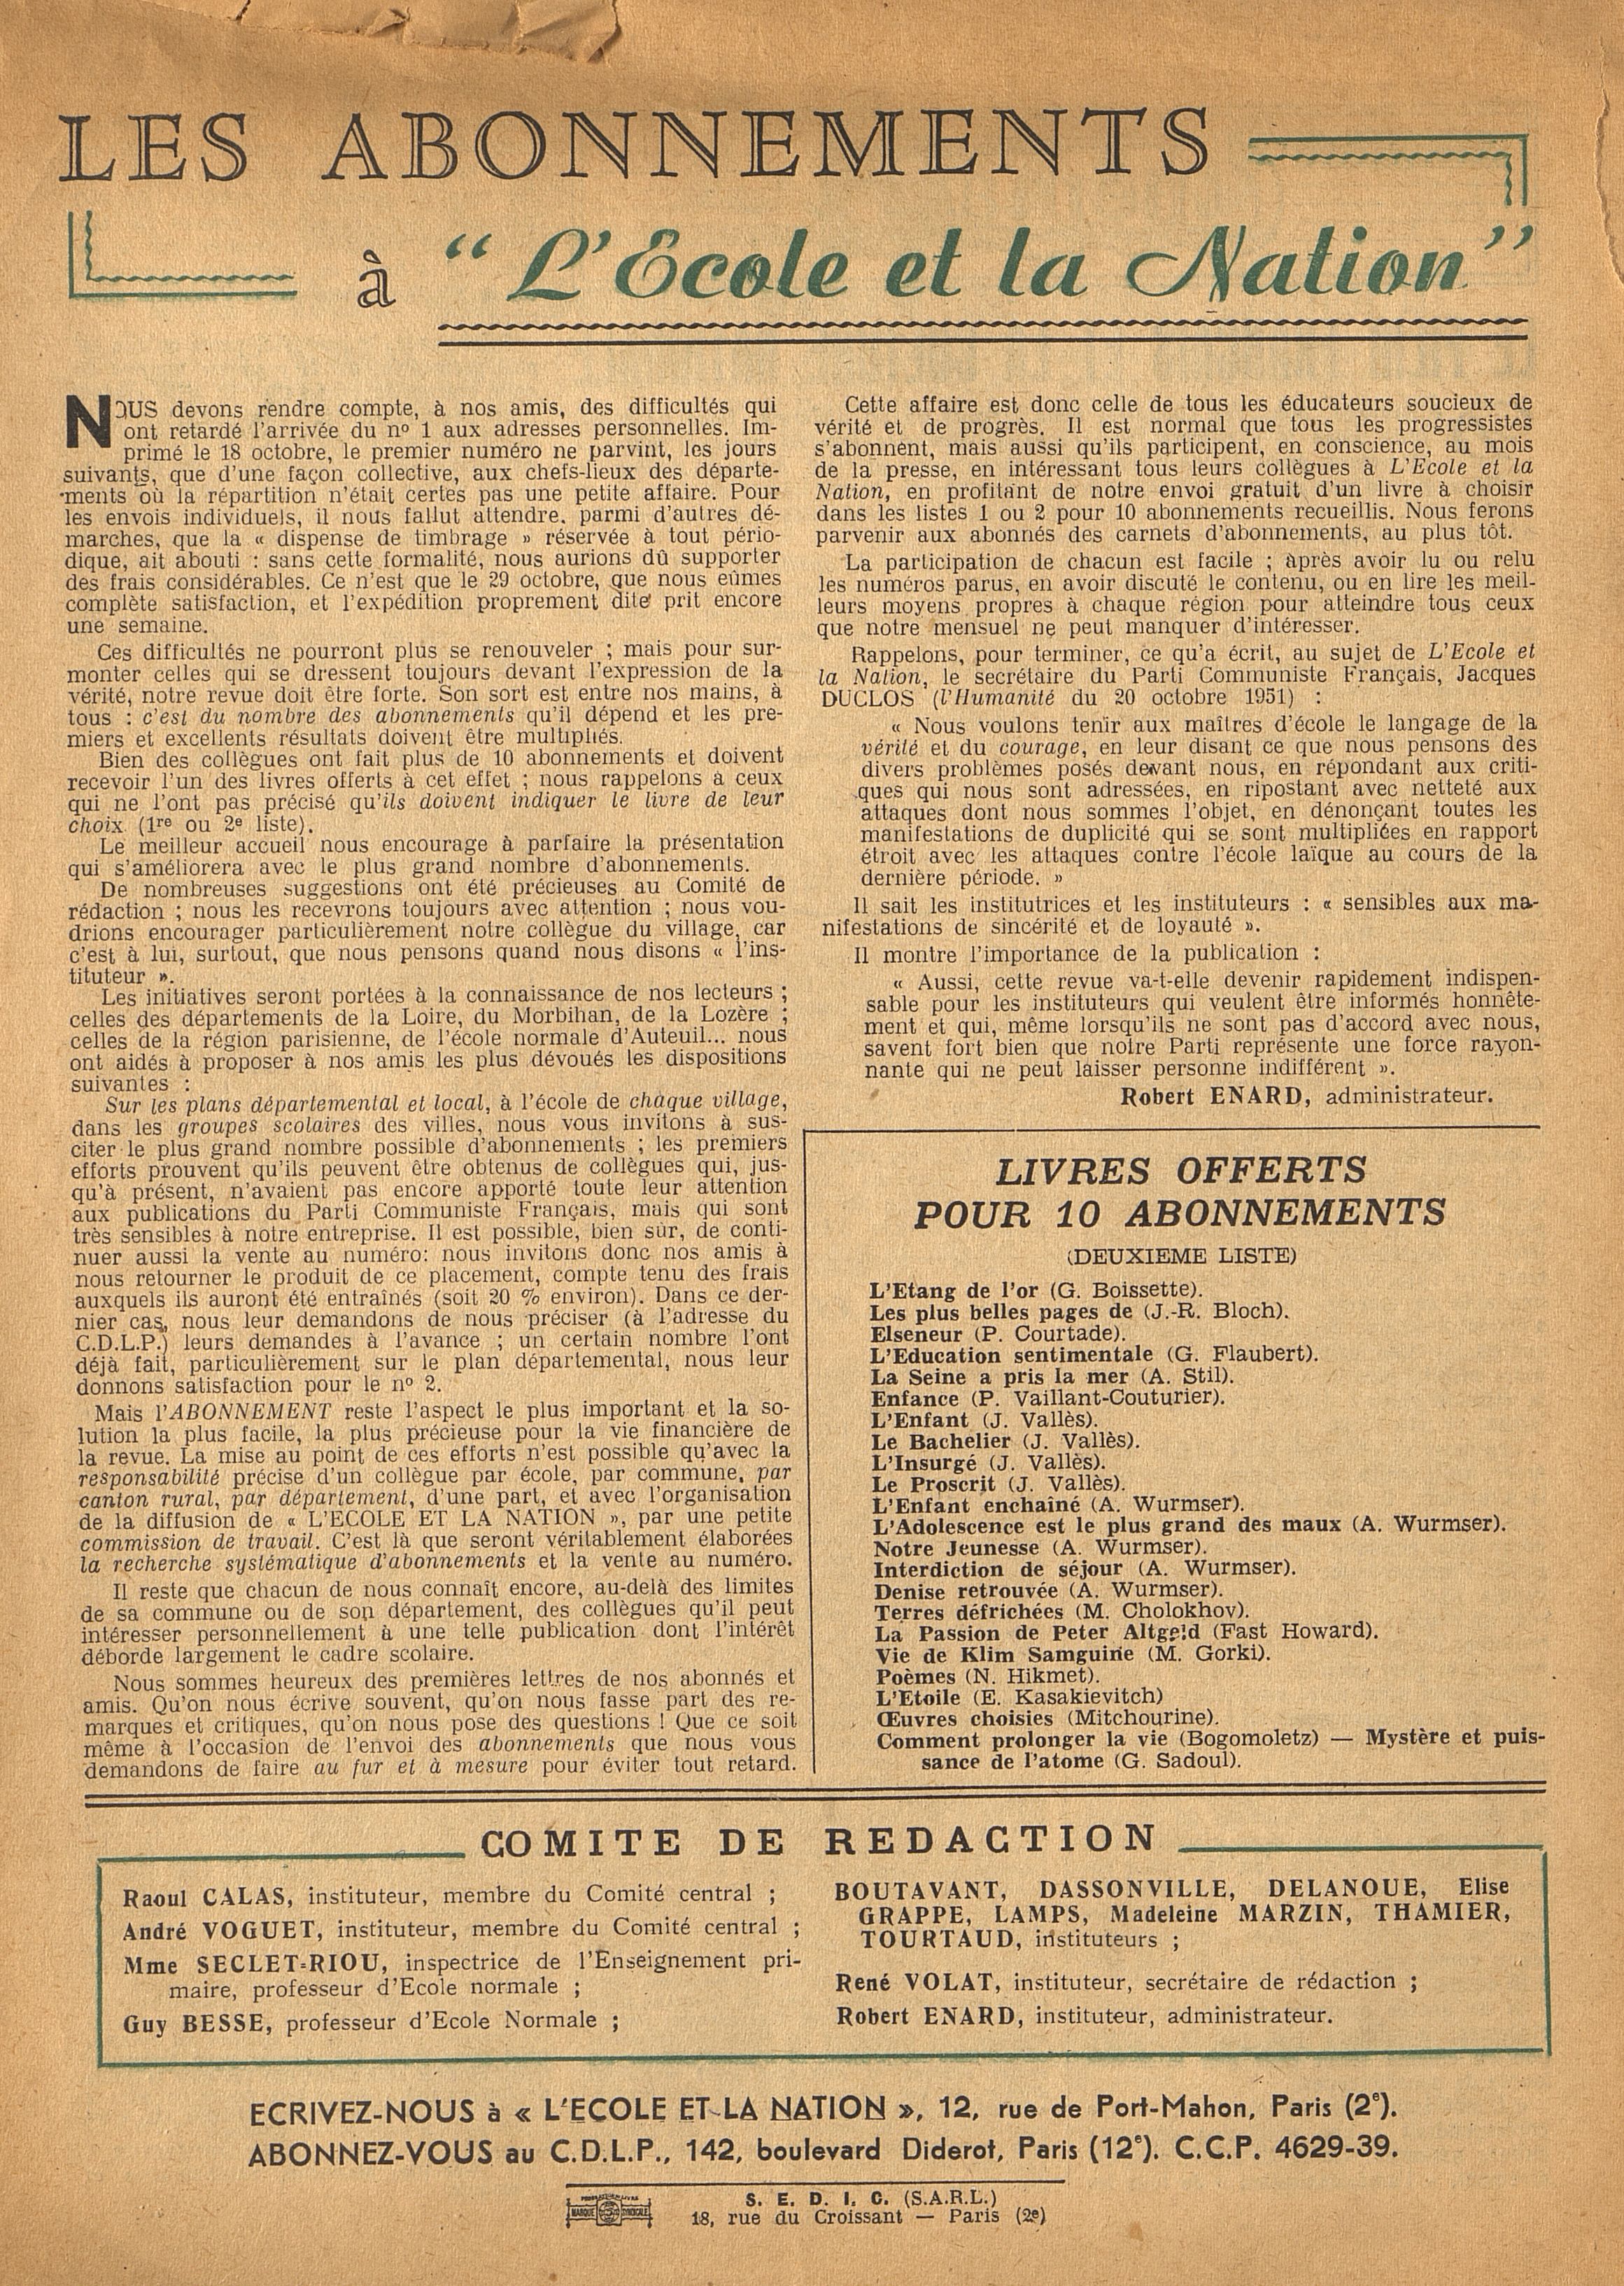 LES ABONNEMENTS
à “ L’Ecole et la Nation”
NOUS devons rendre compte, à nos amis, des difficultés qui
ont retardé l’arrivée du nº 1 aux adresses personnelles. Im-
primé le 18 octobre, le premier numéro ne parvint, les jours
suivants, que d’une façon collective, aux chefs-lieux des départe-
ments où la répartition n’était certes pas une petite affaire. Pour
les envois individuels, il nous fallut attendre, parmi d’autres dé-
marches, que la « dispense de timbrage » réservée à tout pério-
dique, ait abouti : sans cette formalité, nous aurions dû supporter
des frais considérables. Ce n’est que le 29 octobre, que nous eûmes
complète satisfaction, et l’expédition proprement dite prit encore
une semaine.
Ces difficultés ne pourront plus se renouveler ; mais pour sur-
monter celles qui se dressent toujours devant l’expression de la
vérité, notre revue doit être forte. Son sort est entre nos mains, à
tous : c’est du nombre des abonnements qu’il dépend et les pre-
miers et excellents résultats doivent être multipliés.
Bien des collègues ont fait plus de 10 abonnements et doivent
recevoir l’un des livres offerts à cet effet ; nous rappelons à ceux
qui ne l’ont pas précisé qu’ils doivent indiquer le livre de leur
choix (1re ou 2e liste).
Le meilleur accueil nous encourage à parfaire la présentation
qui s’améliorera avec le plus grand nombre d’abonnements.
De nombreuses suggestions ont été précieuses au Comité de
rédaction ; nous les recevrons toujours avec attention ; nous vou-
drions encourager particulièrement notre collègue du village, car
c’est à lui, surtout, que nous pensons quand nous disons « l’ins-
tituteur ».
Les initiatives seront portées à la connaissance de nos lecteurs ;
celles des départements de la Loire, du Morbihan, de la Lozère ;
celles de la région parisienne, de l’école normale d’Auteuil... nous
ont aidés à proposer à nos amis les plus dévoués les dispositions
suivantes :
Sur les plans départemental et local, à l’école de chaque village,
dans les groupes scolaires des villes, nous vous invitons à sus-
citer le plus grand nombre possible d’abonnements ; les premiers
efforts prouvent qu’ils peuvent être obtenus de collègues qui, jus-
qu’à présent, n’avaient pas encore apporté toute leur attention
aux publications du Parti Communiste Français, mais qui sont
très sensibles à notre entreprise. Il est possible, bien sûr, de conti-
nuer aussi la vente au numéro: nous invitons donc nos amis à
nous retourner le produit de ce placement, compte tenu des frais
auxquels ils auront été entraînés (soit 20 % environ). Dans ce der-
nier cas, nous leur demandons de nous préciser (à l’adresse du
C.D.L.P.) leurs demandes à l’avance ; un certain nombre l’ont
déjà fait, particulièrement sur le plan départemental, nous leur
donnons satisfaction pour le nº 2.
Mais l’ABONNEMENT reste l’aspect le plus important et la so-
lution la plus facile, la plus précieuse pour la vie financière de
la revue. La mise au point de ces efforts n’est possible qu’avec la
responsabilité précise d’un collègue par école, par commune, par
canton rural, par département, d’une part, et avec l’organisation
de la diffusion de « L’ECOLE ET LA NATION », par une petite
commission de travail. C’est là que seront véritablement élaborées
la recherche systématique d’abonnements et la vente au numéro.
Il reste que chacun de nous connaît encore, au-delà des limites
de sa commune ou de son département, des collègues qu’il peut
intéresser personnellement à une telle publication dont l’intérêt
déborde largement le cadre scolaire.
Nous sommes heureux des premières lettres de nos abonnés et
amis. Qu’on nous écrive souvent, qu’on nous fasse part des re-
marques et critiques, qu’on nous pose des questions ! Que ce soit
même à l’occasion de l’envoi des abonnements que nous vous
demandons de faire au fur et à mesure pour éviter tout retard.
Cette affaire est donc celle de tous les éducateurs soucieux de
vérité et de progrès. Il est normal que tous les progressistes
s’abonnent, mais aussi qu’ils participent, en conscience, au mois
de la presse, en intéressant tous leurs collègues à L’Ecole et la
Nation, en profitant de notre envoi gratuit d’un livre à choisir
dans les listes 1 ou 2 pour 10 abonnements recueillis. Nous ferons
parvenir aux abonnés des carnets d’abonnements, au plus tôt.
La participation de chacun est facile ; après avoir lu ou relu
les numéros parus, en avoir discuté le contenu, ou en lire les meil-
leurs moyens propres à chaque région pour atteindre tous ceux
que notre mensuel ne peut manquer d’intéresser.
Rappelons, pour terminer, ce qu’a écrit, au sujet de L’Ecole et
la Nation, le secrétaire du Parti Communiste Français, Jacques
DUCLOS (l’Humanité du 20 octobre 1951) :
« Nous voulons tenir aux maîtres d’école le langage de la
vérité et du courage, en leur disant ce que nous pensons des
divers problèmes posés devant nous, en répondant aux criti-
ques qui nous sont adressées, en ripostant avec netteté aux
attaques dont nous sommes l’objet, en dénonçant toutes les
manifestations de duplicité qui se sont multipliées en rapport
étroit avec les attaques contre l’école laïque au cours de la
dernière période. »
Il sait les institutrices et les instituteurs : « sensibles aux ma-
nifestations de sincérité et de loyauté ».
Il montre l’importance de la publication :
« Aussi, cette revue va-t-elle devenir rapidement indispen-
sable pour les instituteurs qui veulent être informés honnête-
ment et qui, même lorsqu’ils ne sont pas d’accord avec nous,
savent fort bien que notre Parti représente une force rayon-
nante qui ne peut laisser personne indifférent ».
Robert ENARD, administrateur.
LIVRES OFFERTS
POUR 10 ABONNEMENTS
(DEUXIEME LISTE)
L’Etang de l’or (G. Boissette).
Les plus belles pages de (J.-R. Bloch).
Elseneur (P. Courtade).
L’Education sentimentale (G. Flaubert).
La Seine a pris la mer (A. Stil).
Enfance (P. Vaillant-Couturier).
L’Enfant (J. Vallès).
Le Bachelier (J. Vallès).
L’Insurgé (J. Vallès).
Le Proscrit (J. Vallès).
L’Enfant enchaîné (A. Wurmser).
L’Adolescence est le plus grand des maux (A. Wurmser).
Notre Jeunesse (A. Wurmser).
Interdiction de séjour (A. Wurmser).
Denise retrouvée (A. Wurmser).
Terres défrichées (M. Cholokhov).
La Passion de Peter Altgeld (Fast Howard).
Vie de Klim Samguine (M. Gorki).
Poèmes (N. Hikmet).
L’Etoile (E. Kasakievitch)
Œuvres choisies (Mitchourine).
Comment prolonger la vie (Bogomoletz) — Mystère et puis-
sance de l’atome (G. Sadoul).
COMITE DE REDACTION
Raoul CALAS, instituteur, membre du Comité central ;
André VOGUET, instituteur, membre du Comité central ;
Mme SECLET-RIOU, inspectrice de l’Enseignement pri-
maire, professeur d’Ecole normale ;
Guy BESSE, professeur d’Ecole Normale ;
BOUTAVANT, DASSONVILLE, DELANOUE, Elise
GRAPPE, LAMPS, Madeleine MARZIN, THAMIER,
TOURTAUD, instituteurs ;
René VOLAT, instituteur, secrétaire de rédaction ;
Robert ENARD, instituteur, administrateur.
ECRIVEZ-NOUS à « L’ECOLE ET LA NATION », 12, rue de Port-Mahon, Paris (2e).
ABONNEZ-VOUS au C.D.L.P., 142, boulevard Diderot, Paris (12e). C.C.P. 4629-39.
S. E. D. I. C. (S.A.R.L.)
18, rue du Croissant — Paris (2e)
MARQUE SYNDICALE